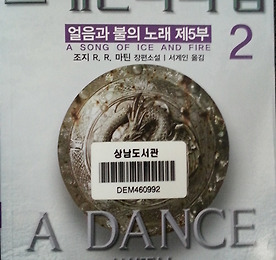 얼음과 불의 노래 제5부
A SONG OF ICE AND FIRE
2
조지 R. R. 마틴 장편소설 | 서계인 옮김
상남도서관
DEM460992
A DANCE